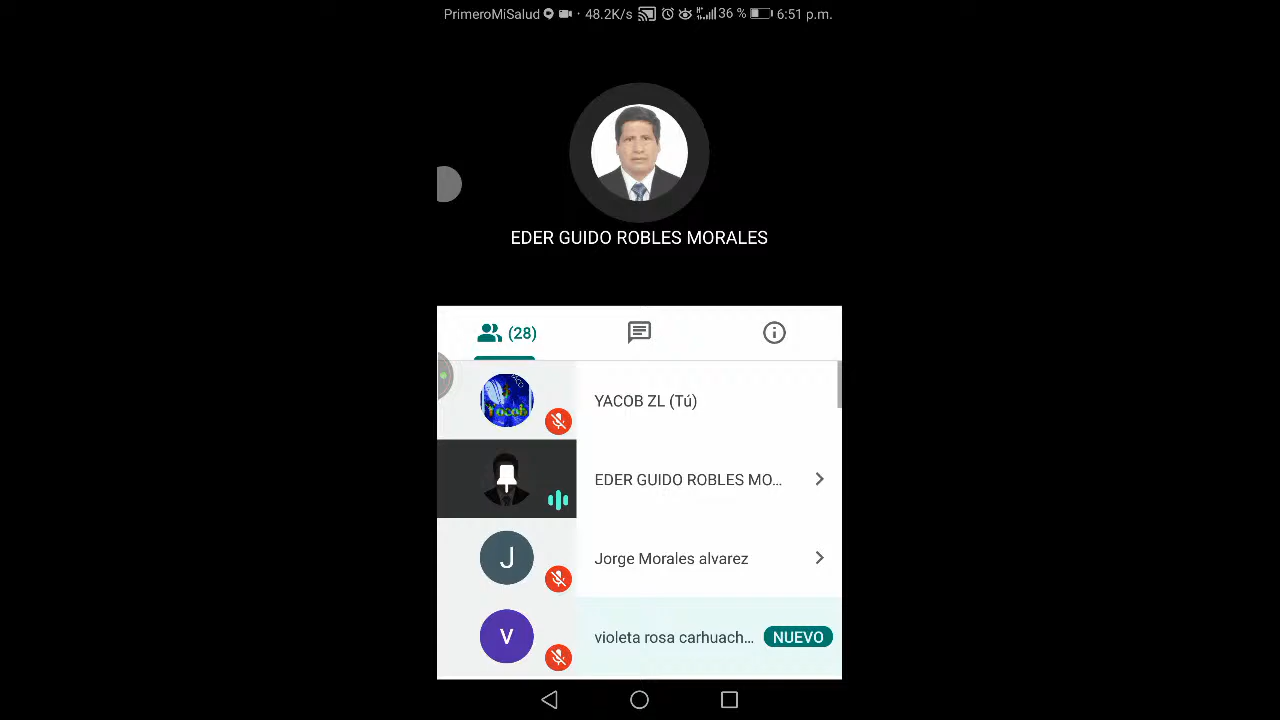 PrimeroMiSalud · 48.2K/s 36 % 6:51 p.m.
EDER GUIDO ROBLES MORALES
(28)
YACOB ZL (Tú)
EDER GUIDO ROBLES MO...
J
Jorge Morales alvarez
v
violeta rosa carhuach...
NUEVO